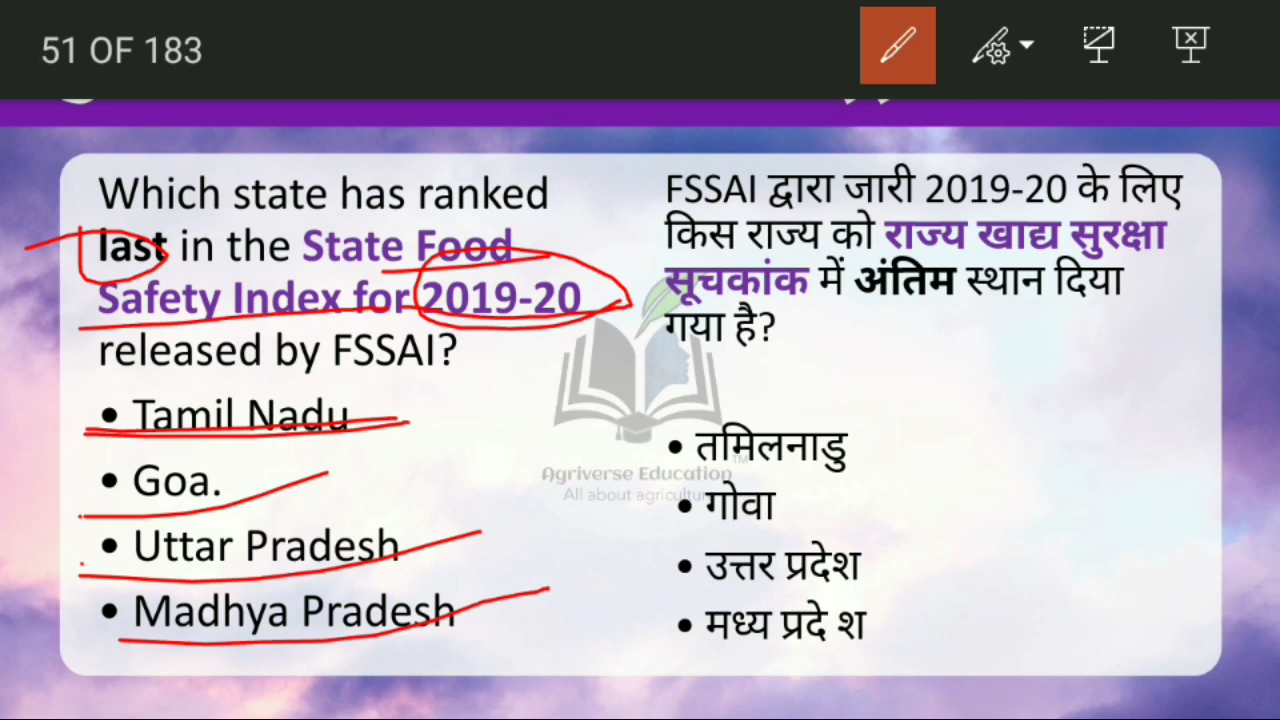 51 OF 183
Which state has ranked
last in the State Food
Safety Index for 2019-20
released by FSSAI?
• Tamil Nadu
• Goa.
• Uttar Pradesh
• Madhya Pradesh
FSSAI द्वारा जारी 2019-20 के लिए
किस राज्य को राज्य खाद्य सुरक्षा
सूचकांक में अंतिम स्थान दिया
गया है?
• तमिलनाडु
• गोवा
• उत्तर प्रदेश
• मध्य प्रदे श
Agriverse Education™
All about agriculture